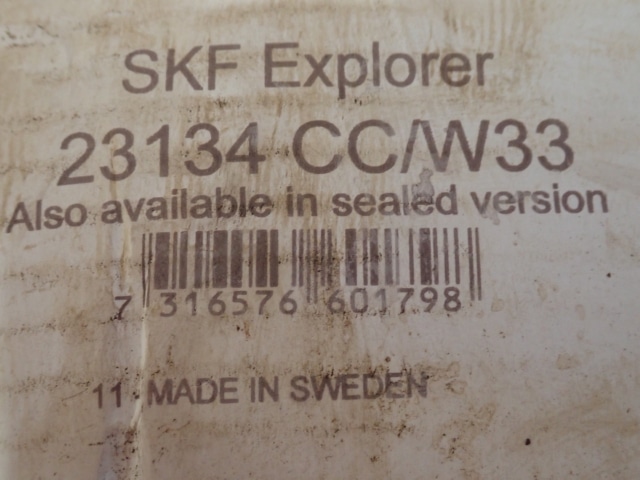 SKF Explorer
23134 CC/W33
Also available in sealed version
7 316576 601798
11 MADE IN SWEDEN